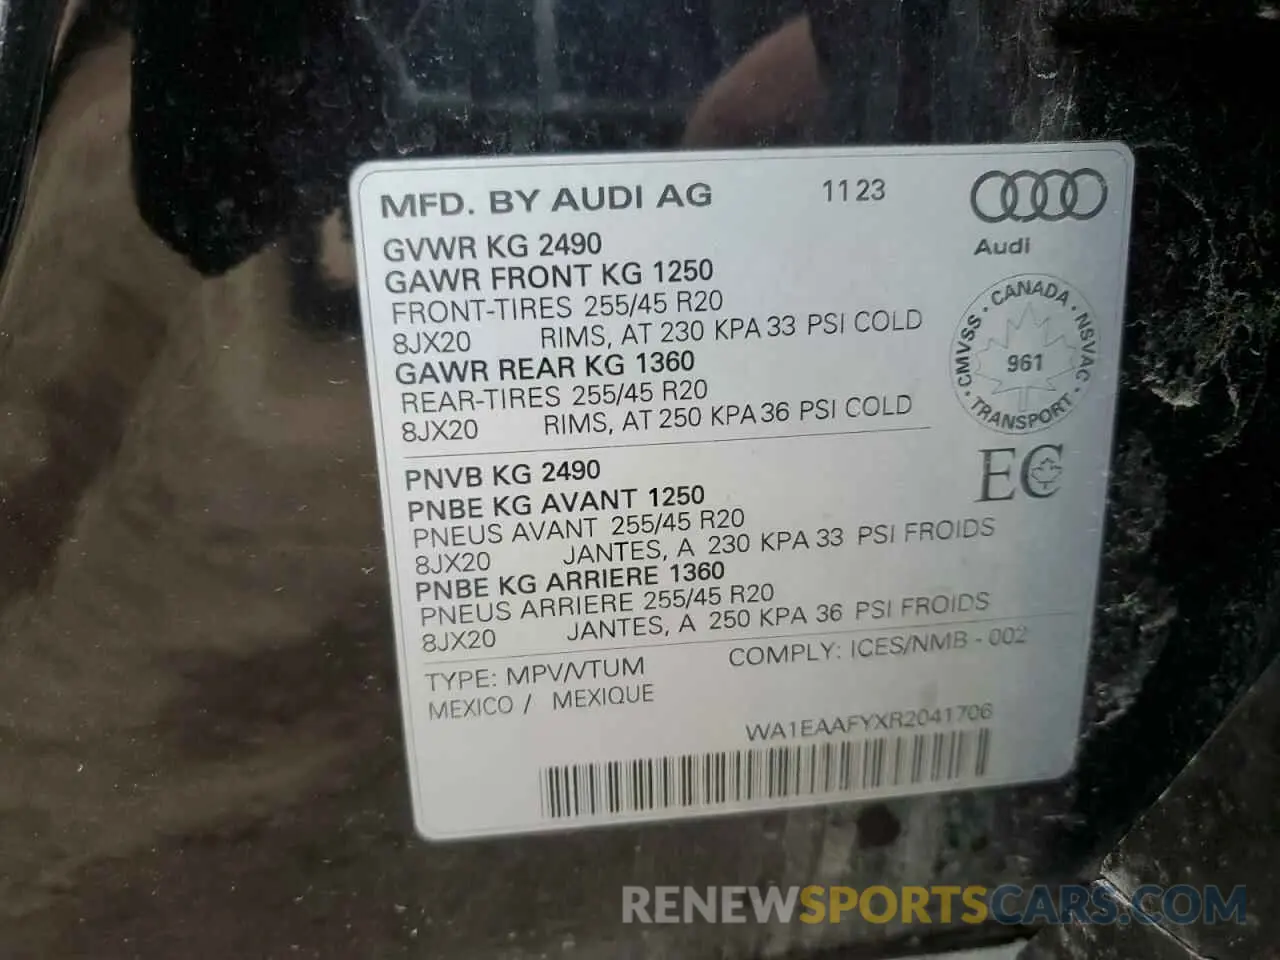 MFD. BY AUDI AG 11 23
Audi
GVWR KG 2490
GAWR FRONT KG 1250
FRONT-TIRES 255/45 R20
8JX20 RIMS, AT 230 KPA 33 PSI COLD
GAWR REAR KG 1360
REAR-TIRES 255/45 R20
8JX20 RIMS, AT 250 KPA 36 PSI COLD
CMVSS · CANADA · NSVAC · TRANSPORT ·
961
EC
PNVB KG 2490
PNBE KG AVANT 1250
PNEUS AVANT 255/45 R20
8JX20 JANTES, A 230 KPA 33 PSI FROIDS
PNBE KG ARRIERE 1360
PNEUS ARRIERE 255/45 R20
8JX20 JANTES, A 250 KPA 36 PSI FROIDS
TYPE: MPV/VTUM COMPLY: ICES/NMB - 002
MEXICO / MEXIQUE
WA1EAAFYXR2041706
RENEWSPORTSCARS.COM